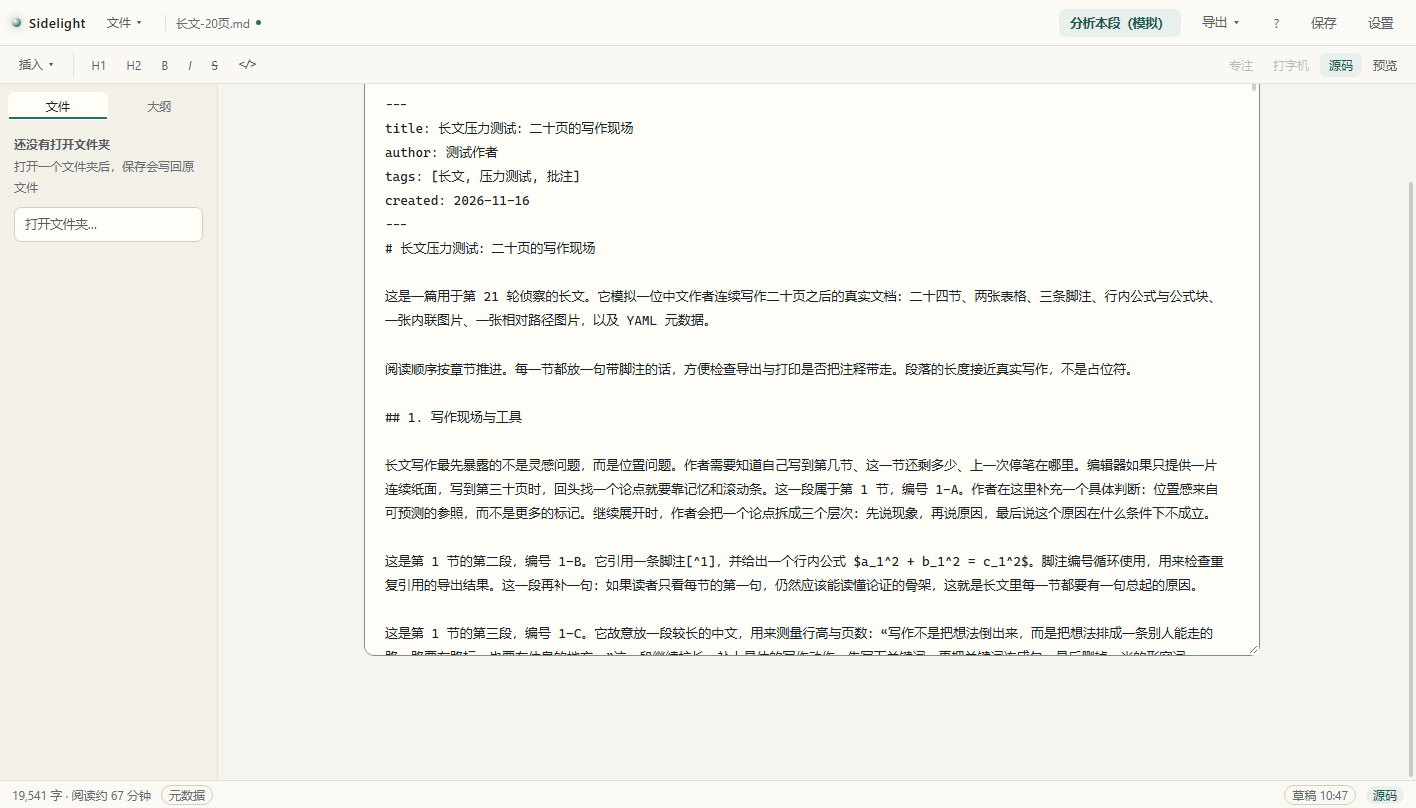 Sidelight 文件 长文-20页.md 分析本段（模拟） 导出 ? 保存 设置
插入 H1 H2 B I S </> 专注 打字机 源码 预览
文件 大纲
还没有打开文件夹
打开一个文件夹后，保存会写回原
文件
打开文件夹...
---
title: 长文压力测试：二十页的写作现场
author: 测试作者
tags: [长文, 压力测试, 批注]
created: 2026-11-16
---
# 长文压力测试：二十页的写作现场
这是一篇用于第 21 轮侦察的长文。它模拟一位中文作者连续写作二十页之后的真实文档：二十四节、两张表格、三条脚注、行内公式与公式块、
一张内联图片、一张相对路径图片，以及 YAML 元数据。
阅读顺序按章节推进。每一节都放一句带脚注的话，方便检查导出与打印是否把注释带走。段落的长度接近真实写作，不是占位符。
## 1. 写作现场与工具
长文写作最先暴露的不是灵感问题，而是位置问题。作者需要知道自己写到第几节、这一节还剩多少、上一次停笔在哪里。编辑器如果只提供一片
连续纸面，写到第三十页时，回头找一个论点就要靠记忆和滚动条。这一段属于第 1 节，编号 1-A。作者在这里补充一个具体判断：位置感来自
可预测的参照，而不是更多的标记。继续展开时，作者会把一个论点拆成三个层次：先说现象，再说原因，最后说这个原因在什么条件下不成立。
这是第 1 节的第二段，编号 1-B。它引用一条脚注[^1]，并给出一个行内公式 $a_1^2 + b_1^2 = c_1^2$。脚注编号循环使用，用来检查重
复引用的导出结果。这一段再补一句：如果读者只看每节的第一句，仍然应该能读懂论证的骨架，这就是长文里每一节都要有一句总起的原因。
这是第 1 节的第三段，编号 1-C。它故意放一段较长的中文，用来测量行高与页数：“写作不是把想法倒出来，而是把想法排成一条别人能走的
19,541 字 · 阅读约 67 分钟 元数据 草稿 10:47 源码